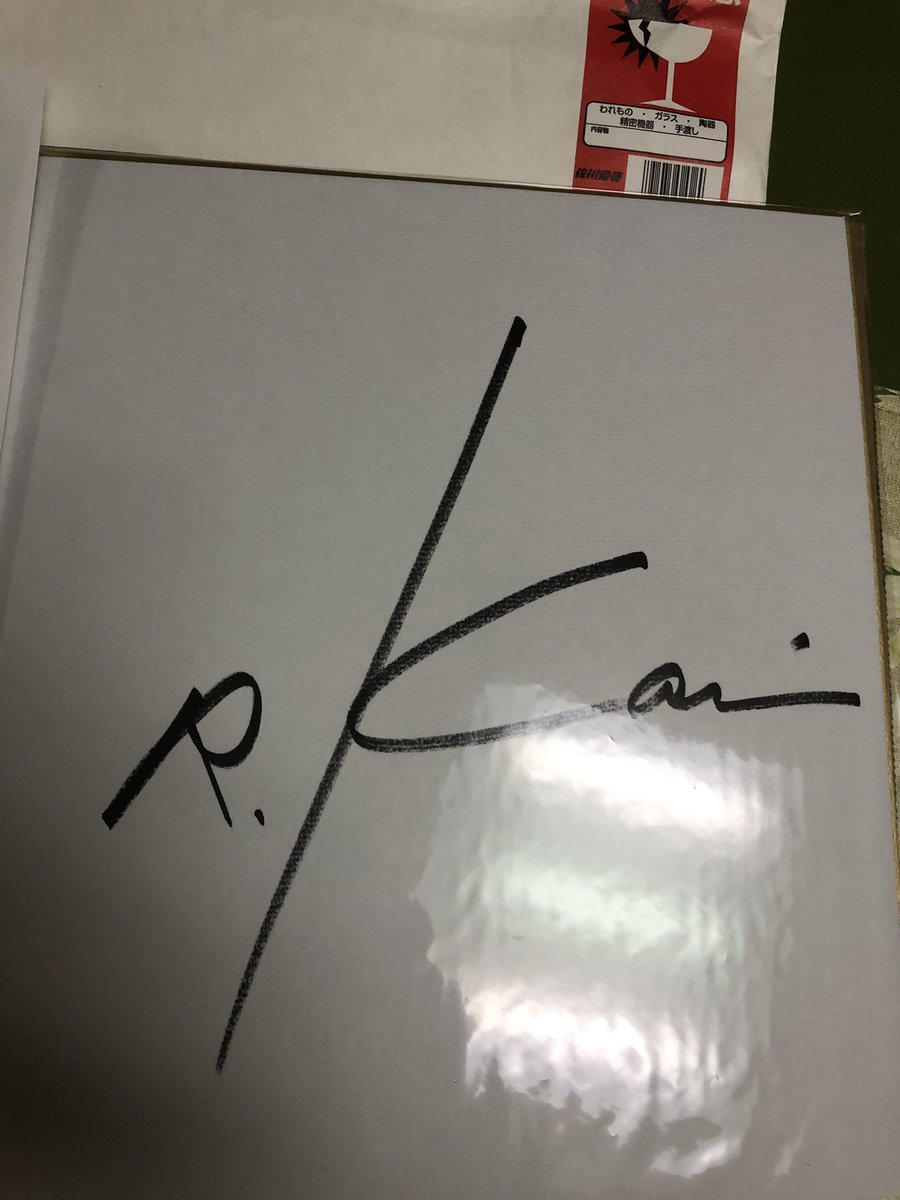 われもの ・ ガラス ・ 陶器
精密機器 ・ 手渡し
内容物
佐川急便
R. Kai